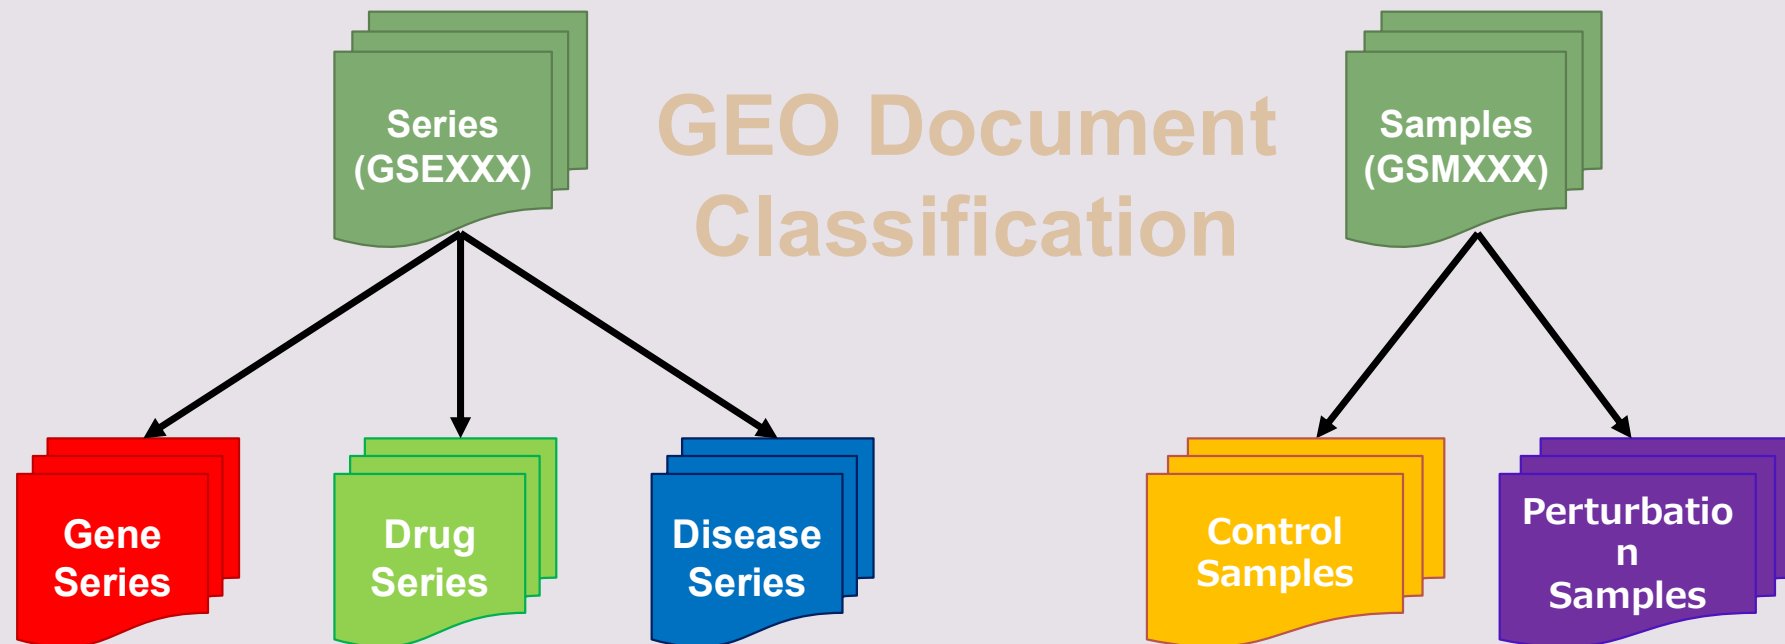 Series
(GSEXXX)
GEO Document
Classification
Samples
(GSMXXX)
Gene
Series
Drug
Series
Disease
Series
Control
Samples
Perturbatio
n
Samples